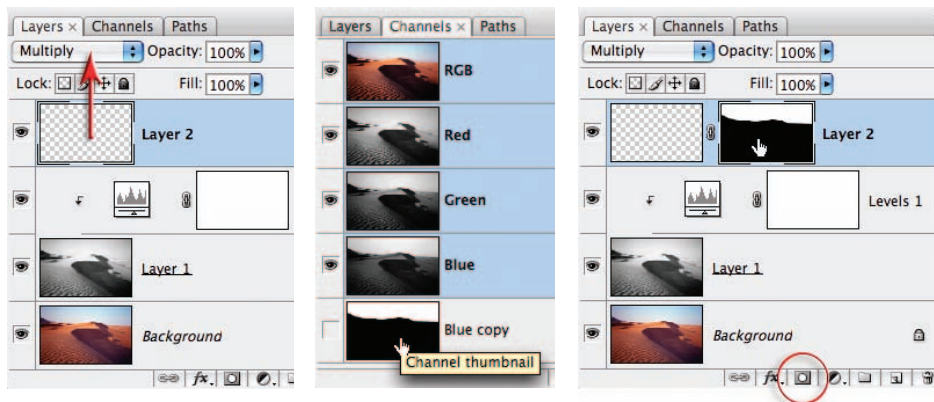 Layers × Channels Paths
Multiply Opacity: 100%
Lock: Fill: 100%
Layer 2
Layer 1
Background
fx.
Layers Channels × Paths
RGB
Red
Green
Blue
Blue copy
Channel thumbnail
Layers × Channels Paths
Multiply Opacity: 100%
Lock: Fill: 100%
Layer 2
Levels 1
Layer 1
Background
fx.